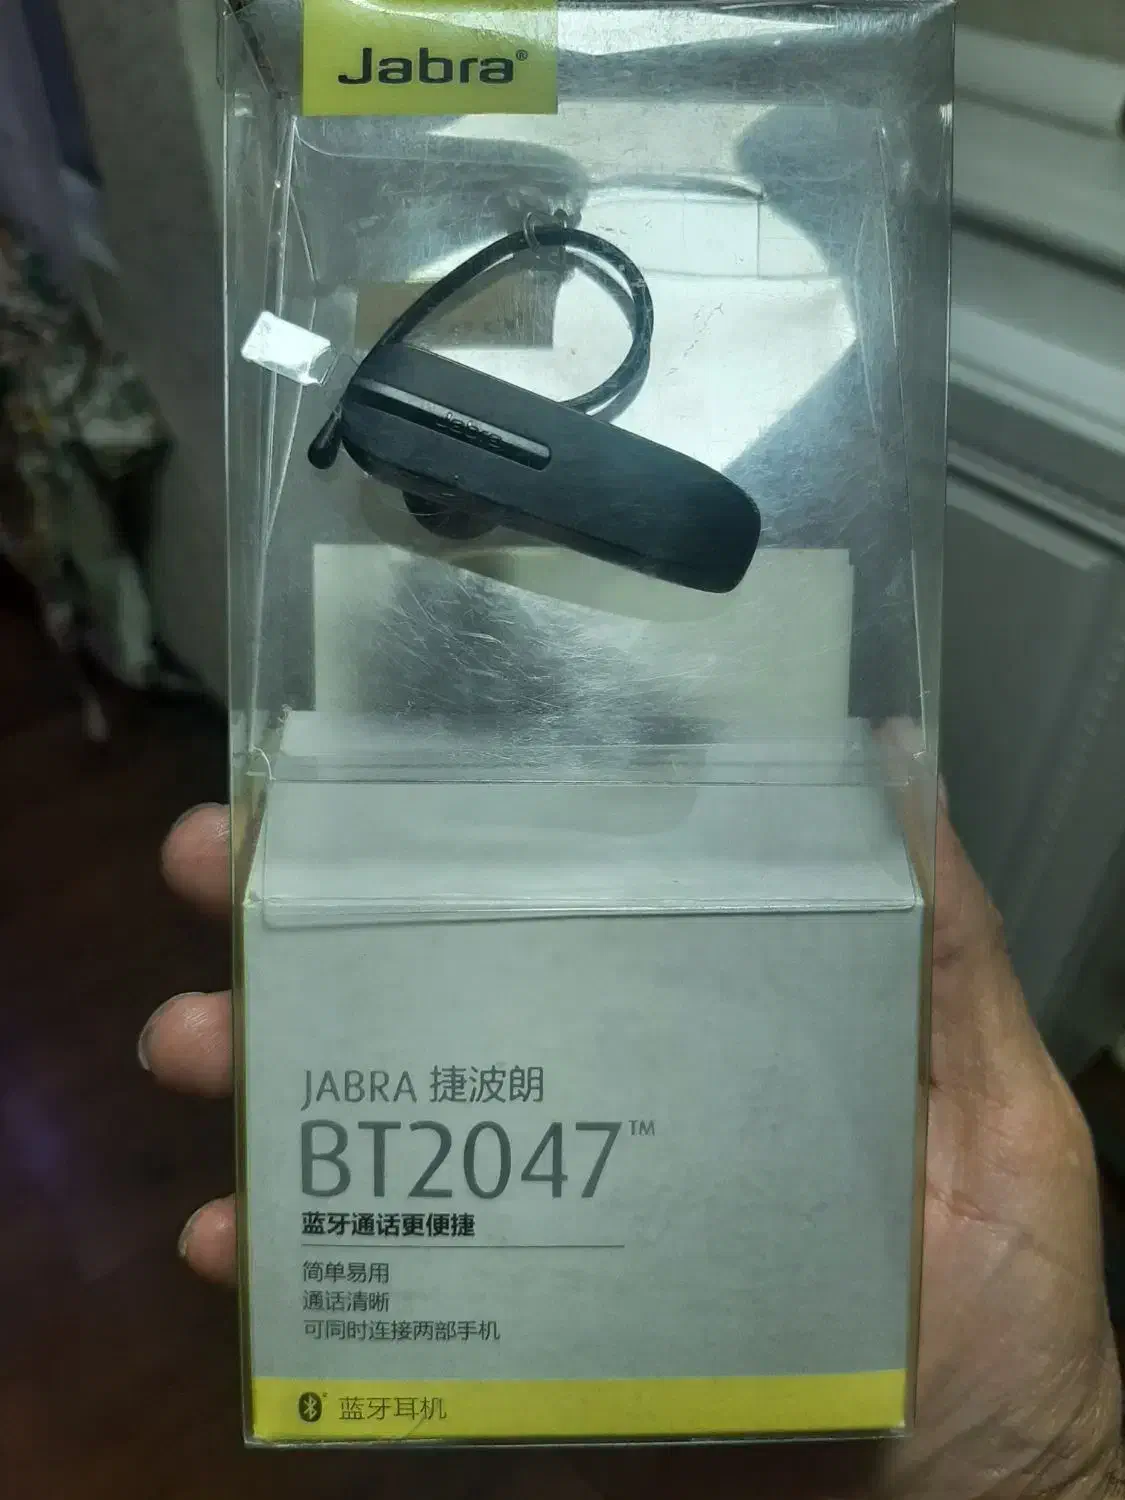 Jabra®
Jabra
JABRA 捷波朗
BT2047™
蓝牙通话更便捷
简单易用
通话清晰
可同时连接两部手机
蓝牙耳机